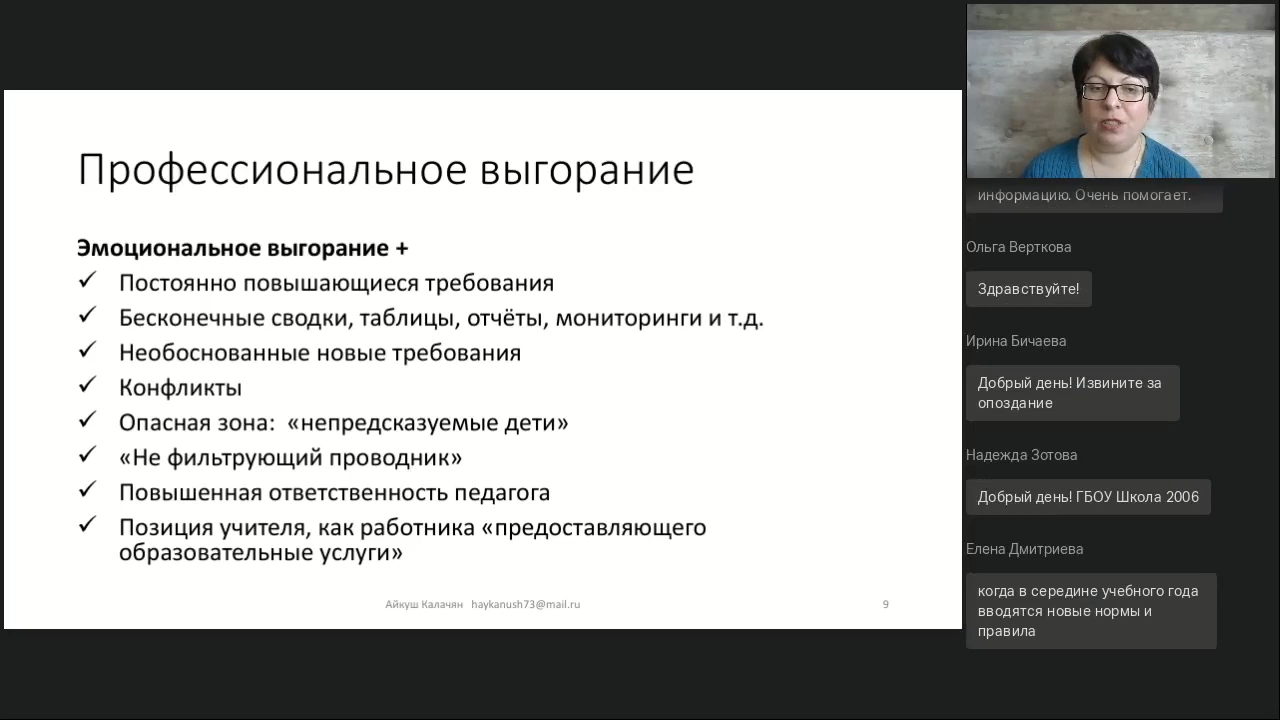 Профессиональное выгорание
Эмоциональное выгорание +
✓ Постоянно повышающиеся требования
✓ Бесконечные сводки, таблицы, отчёты, мониторинги и т.д.
✓ Необоснованные новые требования
✓ Конфликты
✓ Опасная зона: «непредсказуемые дети»
✓ «Не фильтрующий проводник»
✓ Повышенная ответственность педагога
✓ Позиция учителя, как работника «предоставляющего
образовательные услуги»
Айкуш Калачян haykanush73@mail.ru
9
информацию. Очень помогает.
Ольга Верткова
Здравствуйте!
Ирина Бичаева
Добрый день! Извините за
опоздание
Надежда Зотова
Добрый день! ГБОУ Школа 2006
Елена Дмитриева
когда в середине учебного года
вводятся новые нормы и
правила